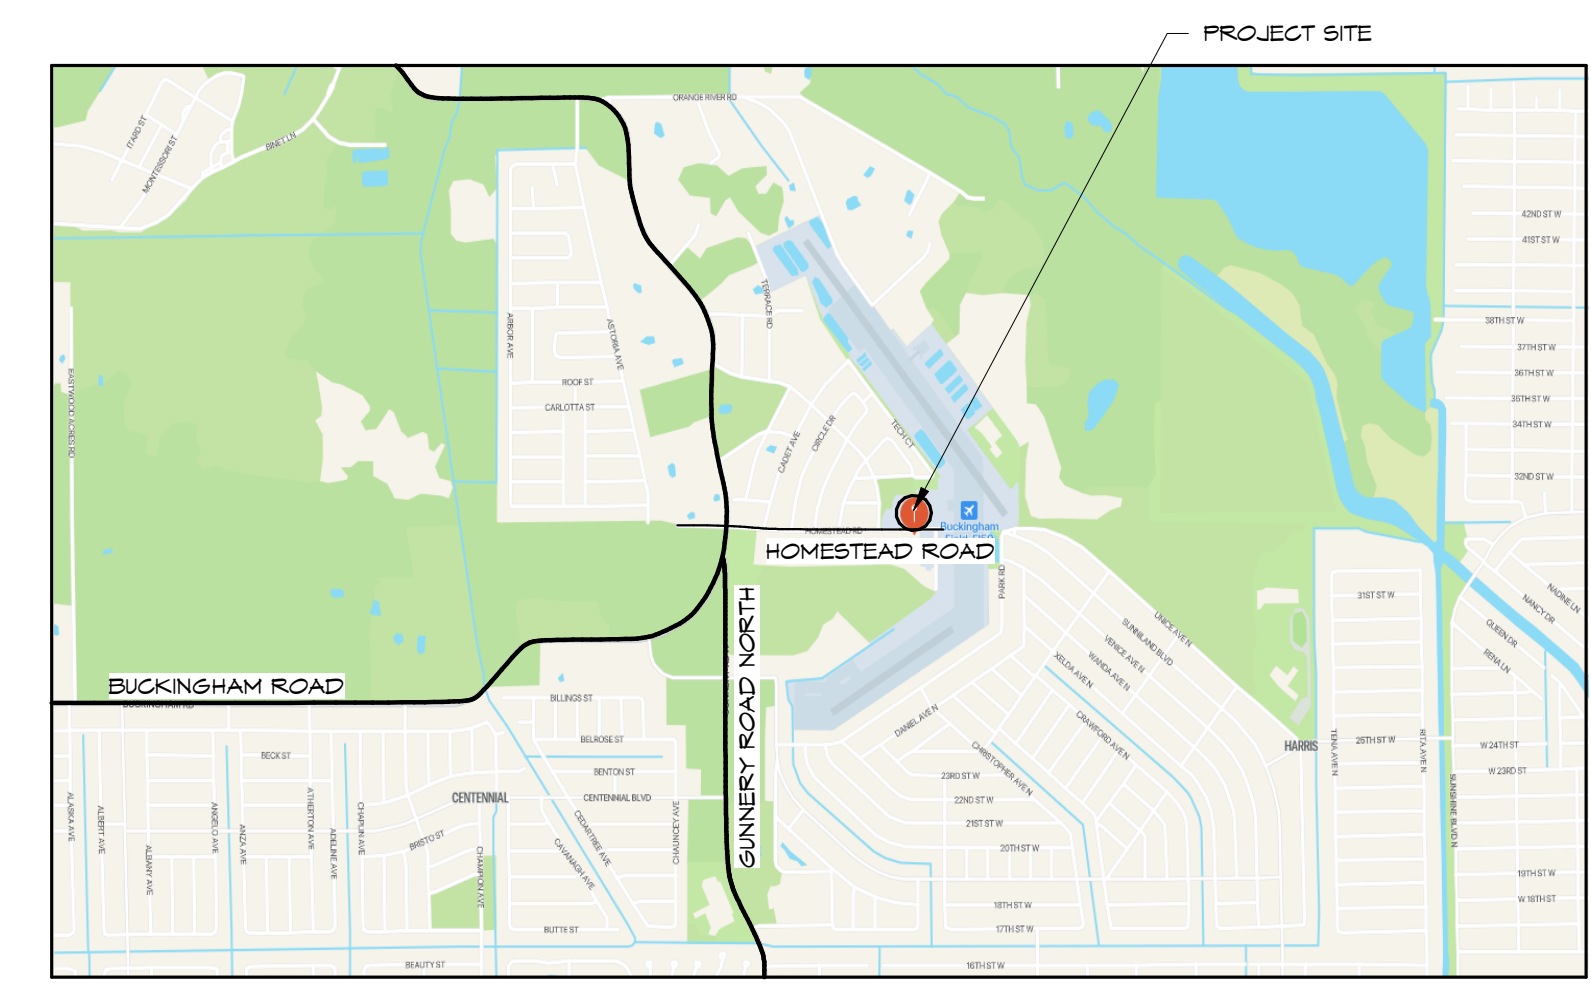 PROJECT SITE
ORANGE RIVER RD
ITARD ST
MONTESSORI ST
BINET LN
42ND ST W
41ST ST W
TERRACE RD
38TH ST W
ARBOR AVE
ASTORIA AVE
37TH ST W
36TH ST W
ROOF ST
35TH ST W
CARLOTTA ST
EASTWOOD ACRES RD
34TH ST W
CADET AVE
CIRCLE DR
TECH CT
32ND ST W
HOMESTEAD RD
Buckingham
HOMESTEAD ROAD
PARK RD
31ST ST W
NADINE LN
NANCY DR
QUEEN DR
RENA LN
UNICE AVE N
SUNNILAND BLVD
VENICE AVE N
WANDA AVE N
XELDA AVE N
GUNNERY ROAD NORTH
BUCKINGHAM ROAD
BUCKINGHAM RD
BILLINGS ST
DANIEL AVE N
CRAWFORD AVE N
CHRISTOPHER AVE N
BELROSE ST
HARRIS
TENA AVE N
25TH ST W
RITA AVE N
W 24TH ST
BECK ST
BENTON ST
23RD ST W
W 23RD ST
CENTENNIAL
CENTENNIAL BLVD
22ND ST W
21ST ST W
ALASKA AVE
ALBERT AVE
ALBANY AVE
ANGELO AVE
ANZA AVE
ATHERTON AVE
ADELINE AVE
CHAPLIN AVE
BRISTO ST
CHAMPION AVE
CEDARTREE AVE
CAVANAGH AVE
CHAUNCEY AVE
SUNSHINE BLVD N
20TH ST W
19TH ST W
18TH ST W
W 18TH ST
BUTTE ST
17TH ST W
BEAUTY ST
16TH ST W